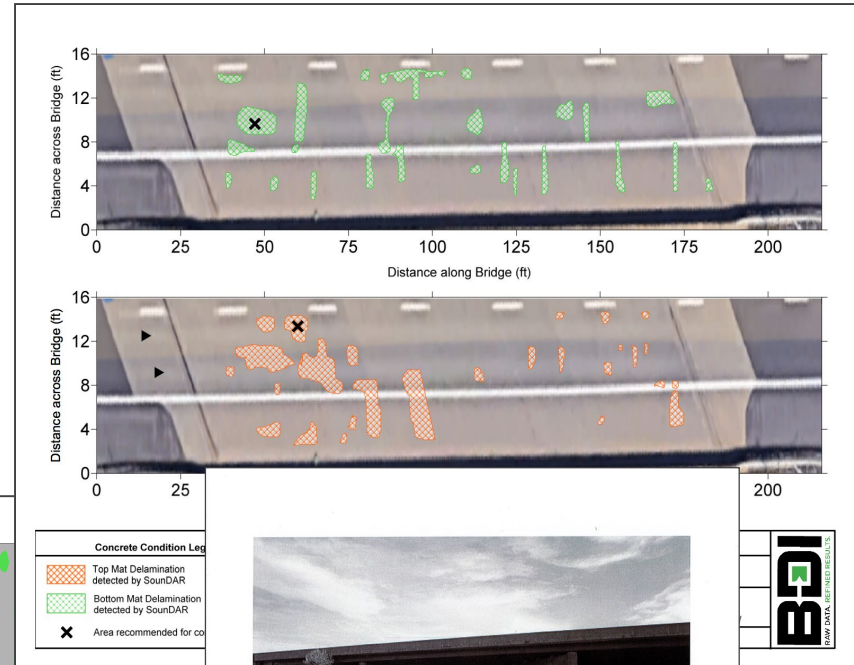 16
12
8
4
0
Distance across Bridge (ft)
0 25 50 75 100 125 150 175 200
Distance along Bridge (ft)
16
12
8
4
0
Distance across Bridge (ft)
0 25 200
Concrete Condition Leg
Top Mat Delamination
detected by SounDAR
Bottom Mat Delamination
detected by SounDAR
Area recommended for co
BDI
RAW DATA. REFINED RESULTS.